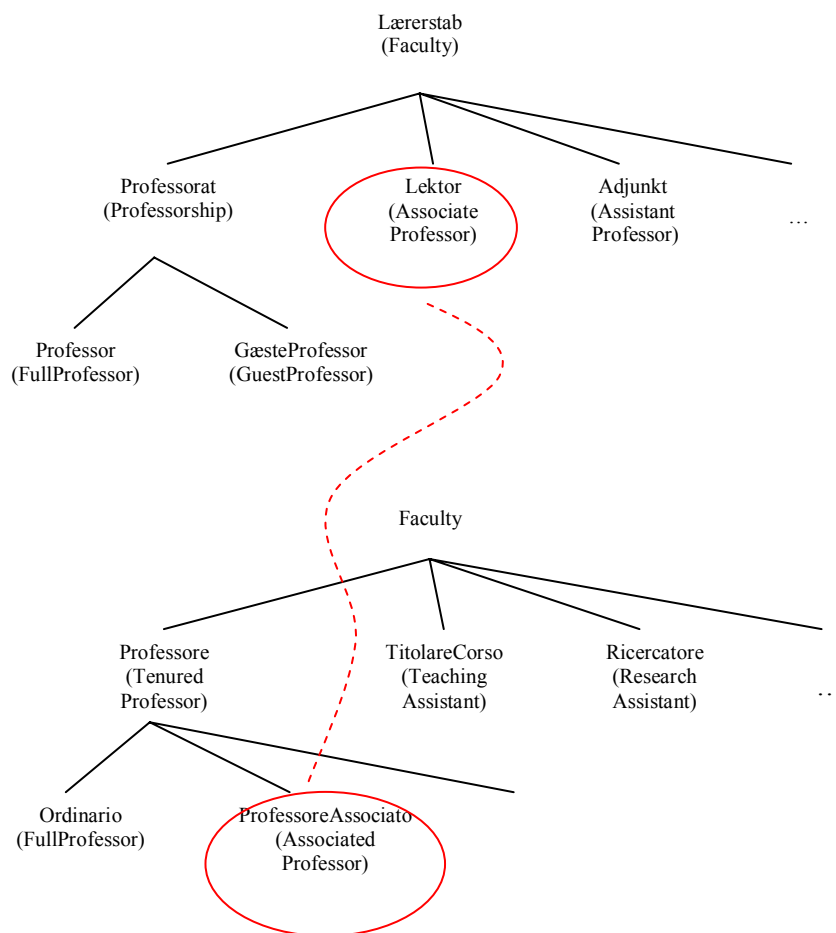 Lærerstab
(Faculty)
Professorat
(Professorship)
Lektor
(Associate
Professor)
Adjunkt
(Assistant
Professor)
...
Professor
(FullProfessor)
GæsteProfessor
(GuestProfessor)
Faculty
Professore
(Tenured
Professor)
TitolareCorso
(Teaching
Assistant)
Ricercatore
(Research
Assistant)
..
Ordinario
(FullProfessor)
ProfessoreAssociato
(Associated
Professor)